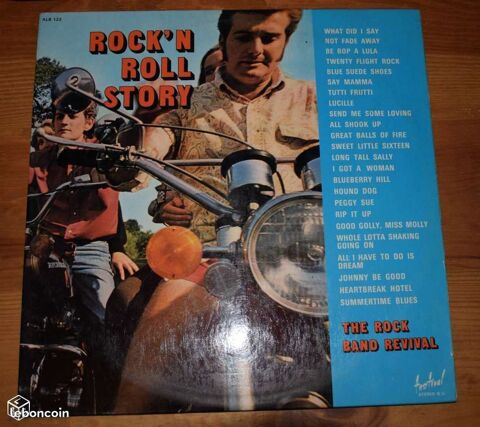 ALB 123
ROCK'N
ROLL
STORY
2
WHAT DID I SAY
NOT FADE AWAY
BE BOP A LULA
TWENTY FLIGHT ROCK
BLUE SUEDE SHOES
SAY MAMMA
TUTTI FRUTTI
LUCILLE
SEND ME SOME LOVING
ALL SHOOK UP
GREAT BALLS OF FIRE
SWEET LITTLE SIXTEEN
LONG TALL SALLY
I GOT A WOMAN
BLUEBERRY HILL
HOUND DOG
PEGGY SUE
RIP IT UP
GOOD GOLLY, MISS MOLLY
WHOLE LOTTA SHAKING
GOING ON
ALL I HAVE TO DO IS
DREAM
JOHNNY BE GOOD
HEARTBREAK HOTEL
SUMMERTIME BLUES
THE ROCK
BAND REVIVAL
festival
STEREO
leboncoin